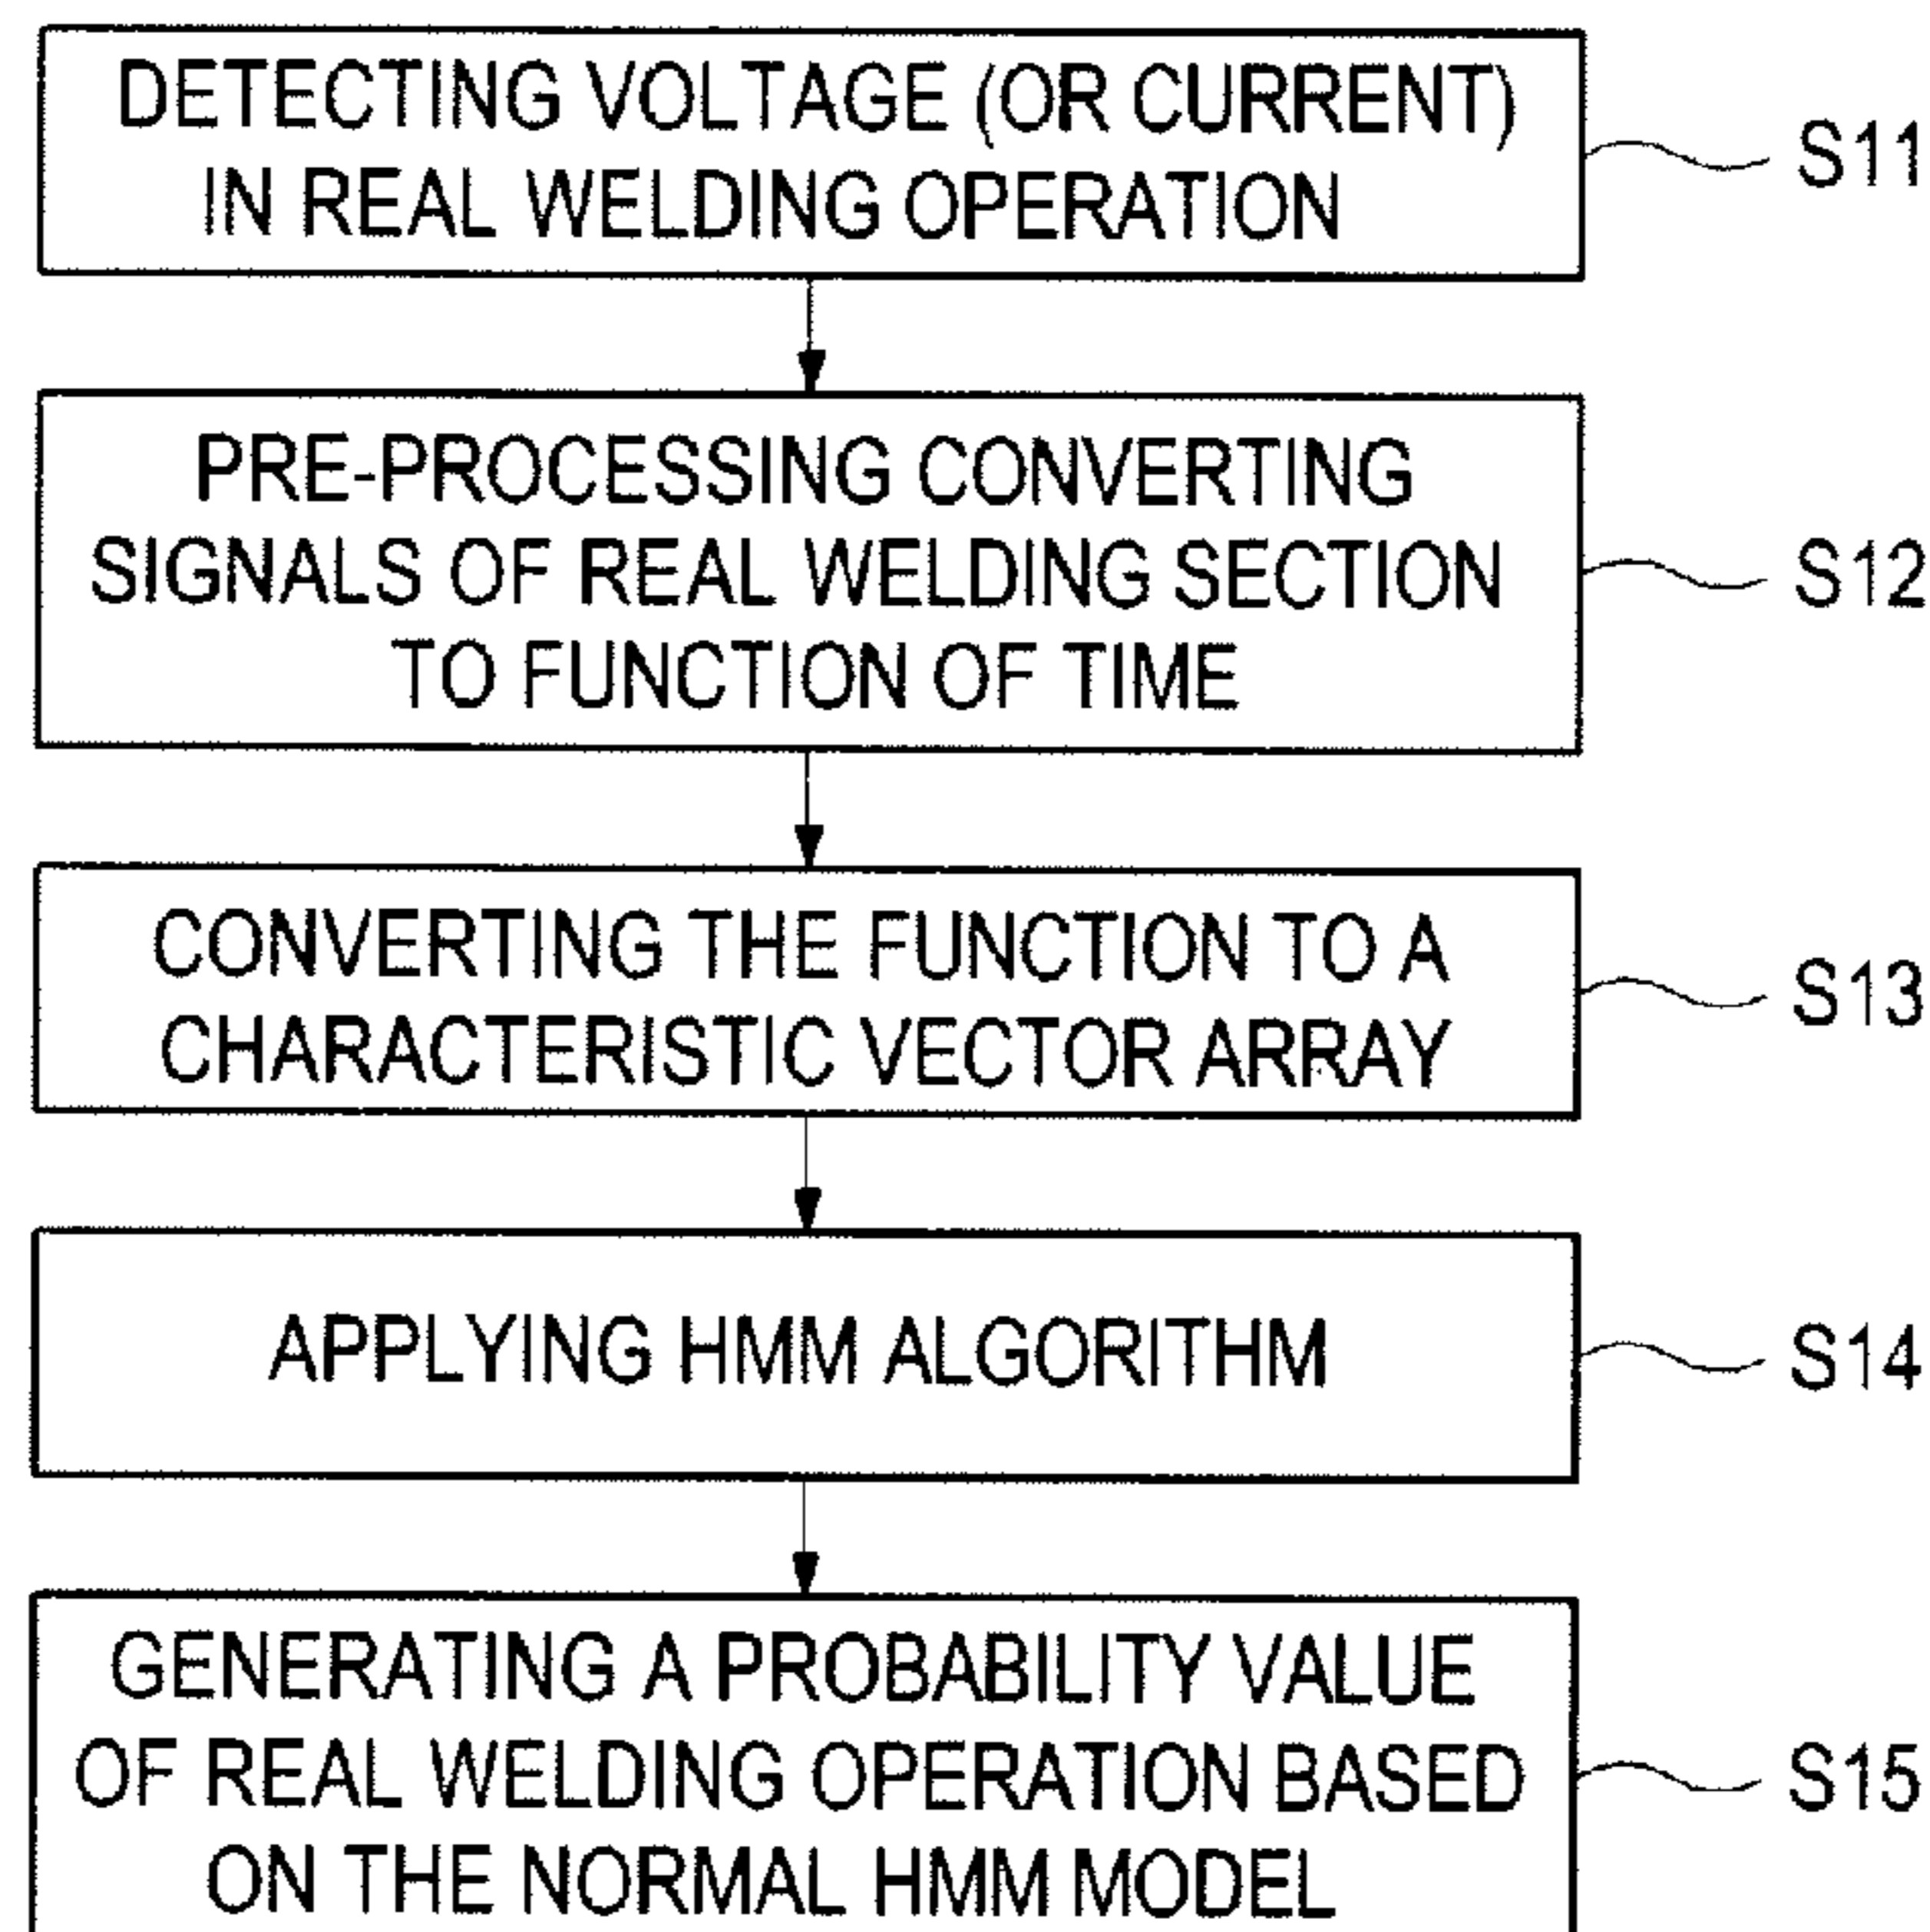 DETECTING VOLTAGE (OR CURRENT)
IN REAL WELDING OPERATION
S11
PRE-PROCESSING CONVERTING
SIGNALS OF REAL WELDING SECTION
TO FUNCTION OF TIME
S12
CONVERTING THE FUNCTION TO A
CHARACTERISTIC VECTOR ARRAY
S13
APPLYING HMM ALGORITHM
S14
GENERATING A PROBABILITY VALUE
OF REAL WELDING OPERATION BASED
ON THE NORMAL HMM MODEL
S15